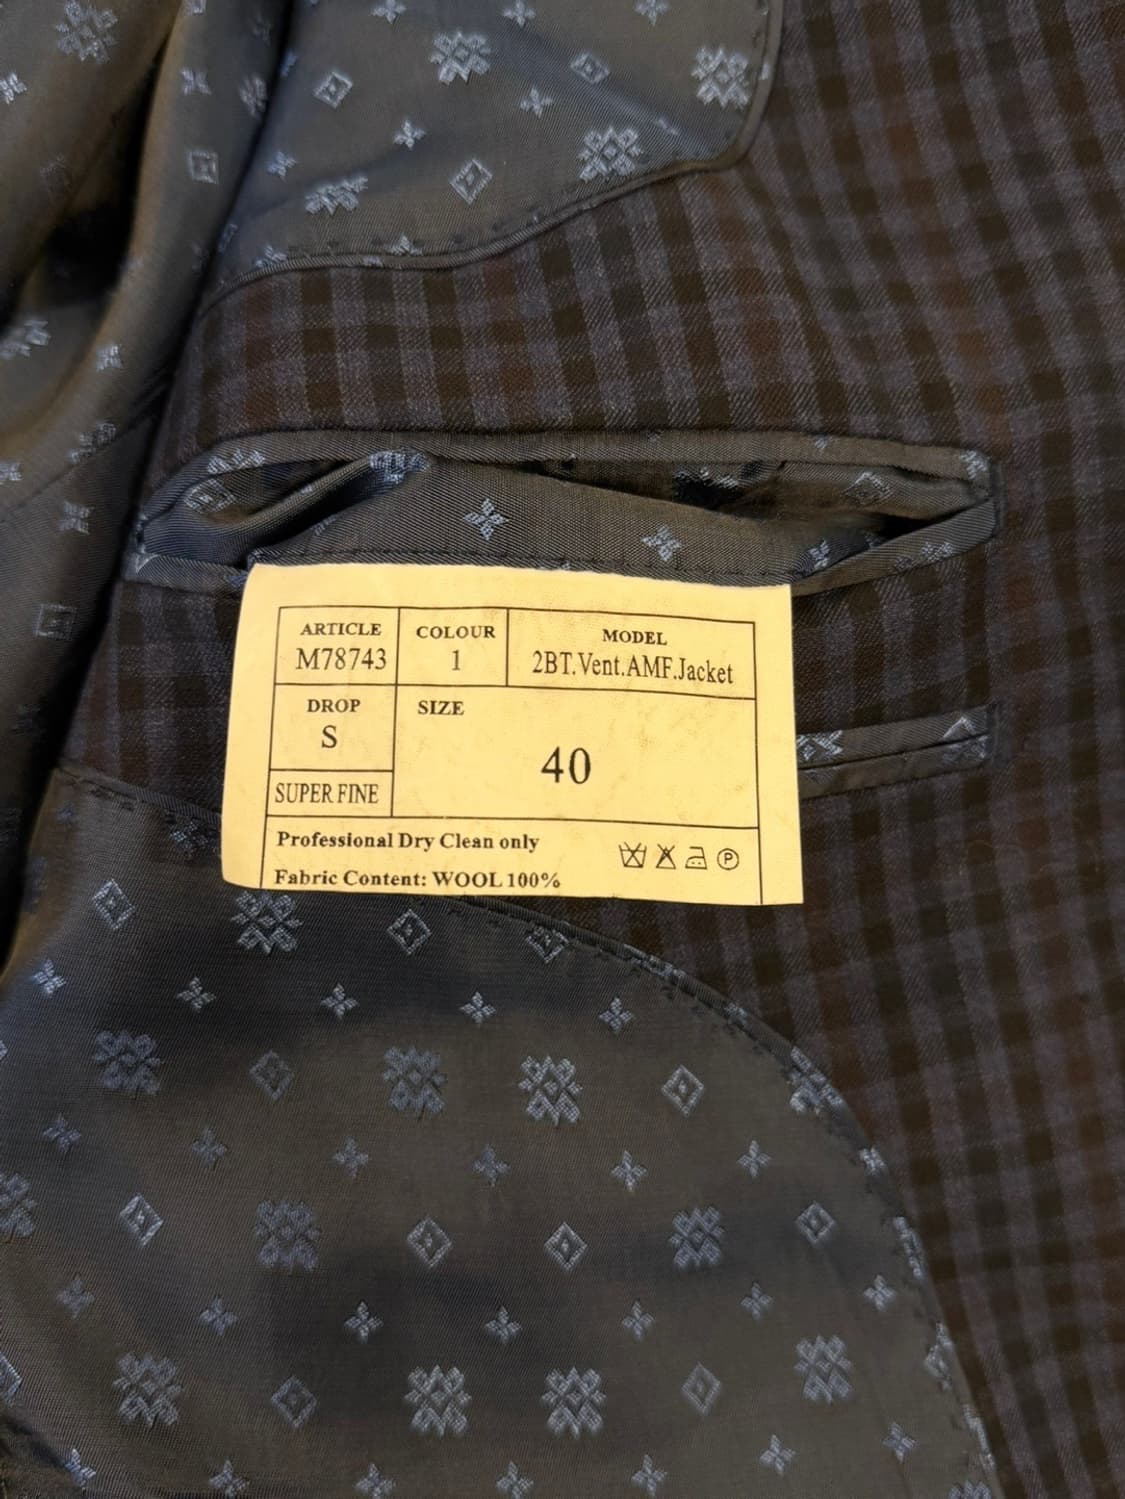 ARTICLE COLOUR MODEL
M78743 1 2BT.Vent.AMF.Jacket
DROP SIZE
S
40
SUPER FINE
Professional Dry Clean only
P
Fabric Content: WOOL 100%